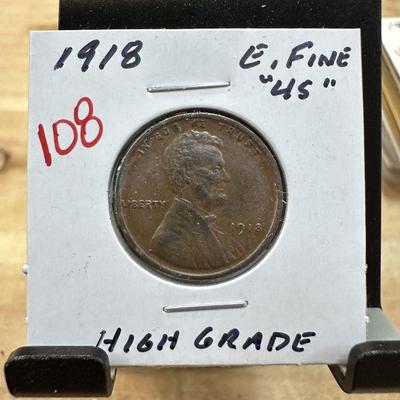 1918 E. FINE
"45"
108
IN GOD WE TRUST
LIBERTY
1918
HIGH GRADE